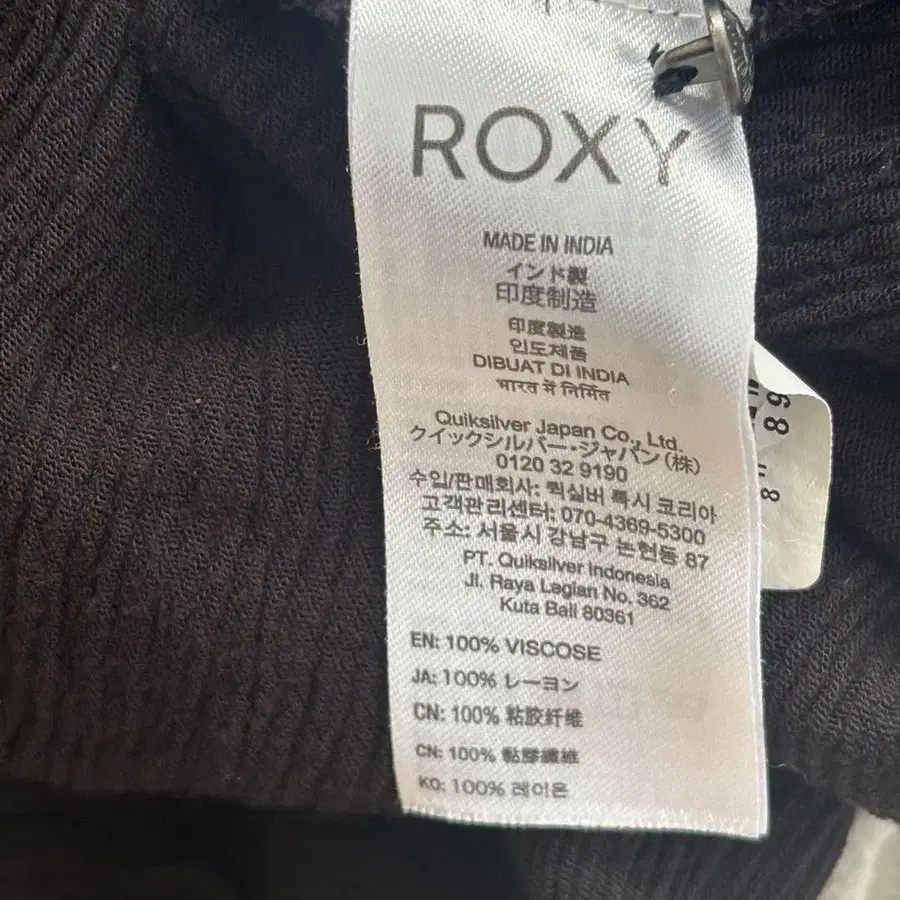 ROXY
MADE IN INDIA
インド製
印度制造
印度製造
인도제품
DIBUAT DI INDIA
भारत में निर्मित
Quiksilver Japan Co., Ltd.
クイックシルバー・ジャパン(株)
0120 32 9190
수입/판매회사: 퀵실버 록시 코리아
고객관리센터: 070-4369-5300
주소: 서울시 강남구 논현동 87
PT. Quiksilver Indonesia
Jl. Raya Legian No. 362
Kuta Bali 80361
EN: 100% VISCOSE
JA: 100% レーヨン
CN: 100% 粘胶纤维
CN: 100% 黏膠纖維
KO: 100% 레이온